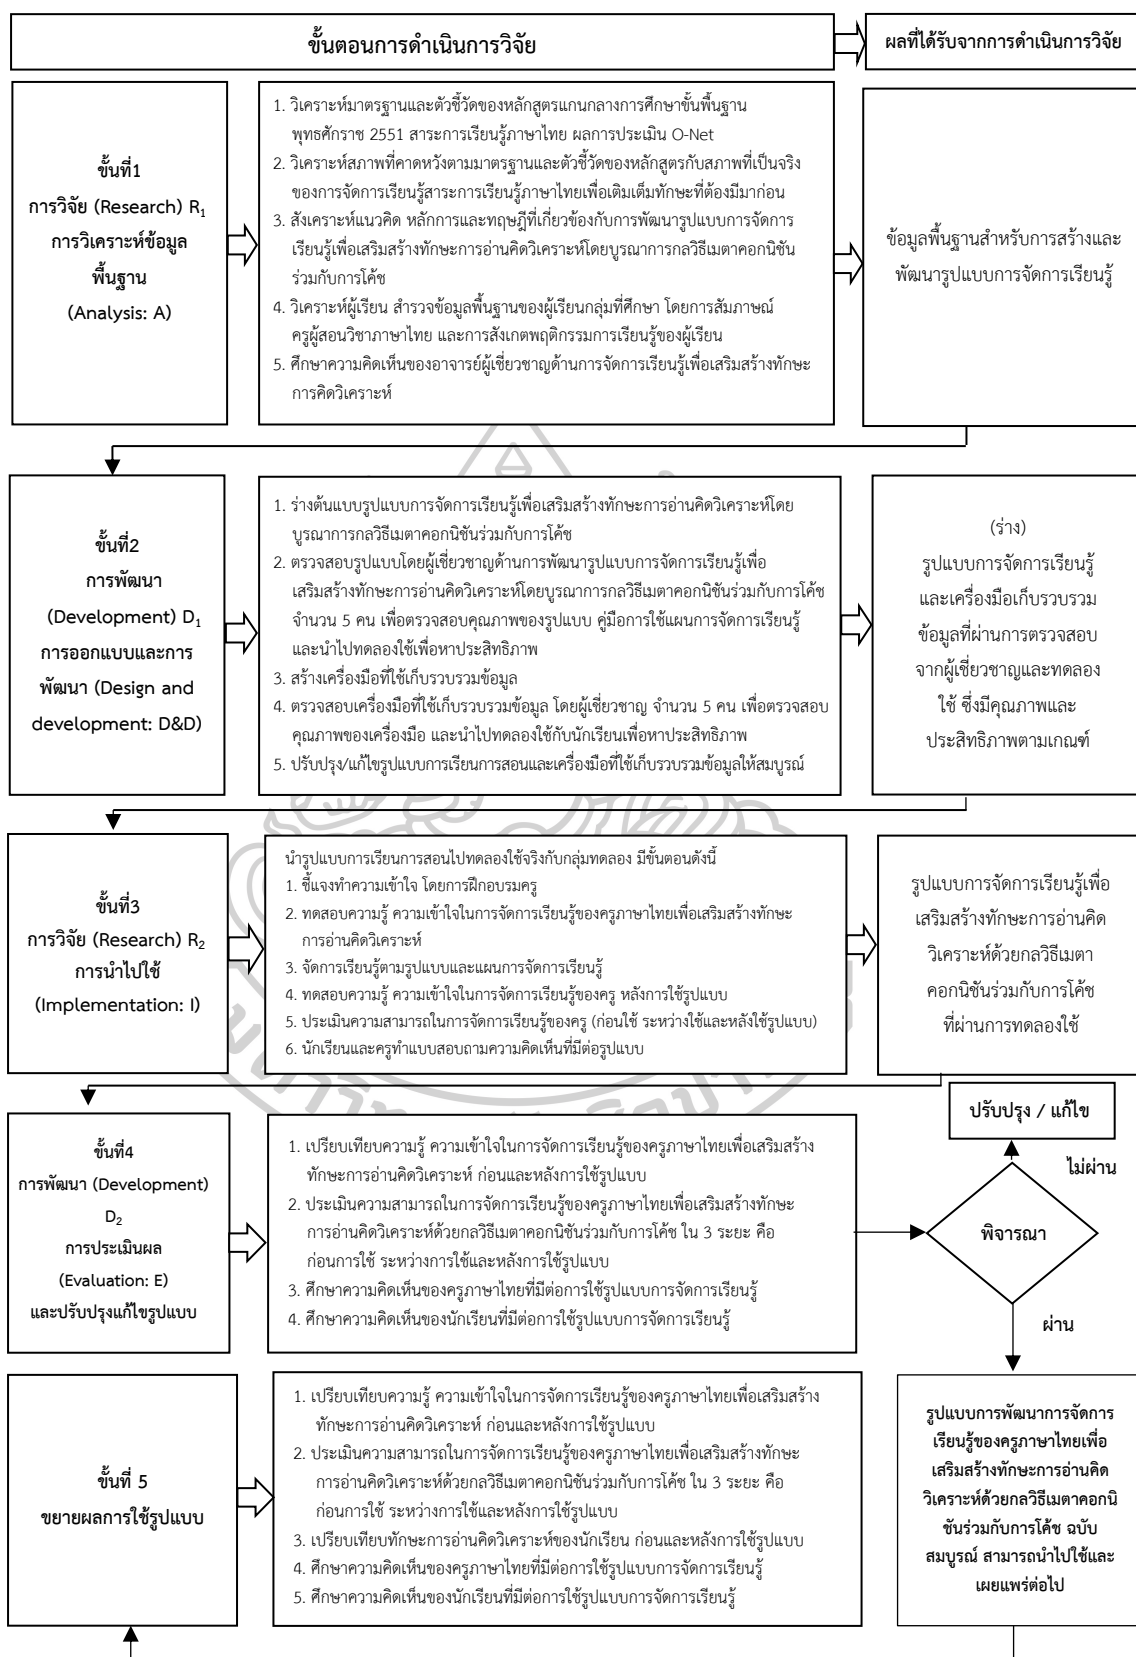 ขั้นตอนการดำเนินการวิจัย
ผลที่ได้รับจากการดำเนินการวิจัย
ขั้นที่1
การวิจัย (Research) R1
การวิเคราะห์ข้อมูล
พื้นฐาน
(Analysis: A)
1. วิเคราะห์มาตรฐานและตัวชี้วัดของหลักสูตรแกนกลางการศึกษาขั้นพื้นฐาน
พุทธศักราช 2551 สาระการเรียนรู้ภาษาไทย ผลการประเมิน O-Net
2. วิเคราะห์สภาพที่คาดหวังตามมาตรฐานและตัวชี้วัดของหลักสูตรกับสภาพที่เป็นจริง
ของการจัดการเรียนรู้สาระการเรียนรู้ภาษาไทยเพื่อเติมเต็มทักษะที่ต้องมีมาก่อน
3. สังเคราะห์แนวคิด หลักการและทฤษฎีที่เกี่ยวข้องกับการพัฒนารูปแบบการจัดการ
เรียนรู้เพื่อเสริมสร้างทักษะการอ่านคิดวิเคราะห์โดยบูรณาการกลวิธีเมตาคอกนิชัน
ร่วมกับการโค้ช
4. วิเคราะห์ผู้เรียน สำรวจข้อมูลพื้นฐานของผู้เรียนกลุ่มที่ศึกษา โดยการสัมภาษณ์
ครูผู้สอนวิชาภาษาไทย และการสังเกตพฤติกรรมการเรียนรู้ของผู้เรียน
5. ศึกษาความคิดเห็นของอาจารย์ผู้เชี่ยวชาญด้านการจัดการเรียนรู้เพื่อเสริมสร้างทักษะ
การคิดวิเคราะห์
ข้อมูลพื้นฐานสำหรับการสร้างและ
พัฒนารูปแบบการจัดการเรียนรู้
ขั้นที่2
การพัฒนา
(Development) D1
การออกแบบและการ
พัฒนา (Design and
development: D&D)
1. ร่างต้นแบบรูปแบบการจัดการเรียนรู้เพื่อเสริมสร้างทักษะการอ่านคิดวิเคราะห์โดย
บูรณาการกลวิธีเมตาคอกนิชันร่วมกับการโค้ช
2. ตรวจสอบรูปแบบโดยผู้เชี่ยวชาญด้านการพัฒนารูปแบบการจัดการเรียนรู้เพื่อ
เสริมสร้างทักษะการอ่านคิดวิเคราะห์โดยบูรณาการกลวิธีเมตาคอกนิชันร่วมกับการโค้ช
จำนวน 5 คน เพื่อตรวจสอบคุณภาพของรูปแบบ คู่มือการใช้แผนการจัดการเรียนรู้
และนำไปทดลองใช้เพื่อหาประสิทธิภาพ
3. สร้างเครื่องมือที่ใช้เก็บรวบรวมข้อมูล
4. ตรวจสอบเครื่องมือที่ใช้เก็บรวบรวมข้อมูล โดยผู้เชี่ยวชาญ จำนวน 5 คน เพื่อตรวจสอบ
คุณภาพของเครื่องมือ และนำไปทดลองใช้กับนักเรียนเพื่อหาประสิทธิภาพ
5. ปรับปรุง/แก้ไขรูปแบบการเรียนการสอนและเครื่องมือที่ใช้เก็บรวบรวมข้อมูลให้สมบูรณ์
(ร่าง)
รูปแบบการจัดการเรียนรู้
และเครื่องมือเก็บรวบรวม
ข้อมูลที่ผ่านการตรวจสอบ
จากผู้เชี่ยวชาญและทดลอง
ใช้ ซึ่งมีคุณภาพและ
ประสิทธิภาพตามเกณฑ์
ขั้นที่3
การวิจัย (Research) R2
การนำไปใช้
(Implementation: I)
นำรูปแบบการเรียนการสอนไปทดลองใช้จริงกับกลุ่มทดลอง มีขั้นตอนดังนี้
1. ชี้แจงทำความเข้าใจ โดยการฝึกอบรมครู
2. ทดสอบความรู้ ความเข้าใจในการจัดการเรียนรู้ของครูภาษาไทยเพื่อเสริมสร้างทักษะ
การอ่านคิดวิเคราะห์
3. จัดการเรียนรู้ตามรูปแบบและแผนการจัดการเรียนรู้
4. ทดสอบความรู้ ความเข้าใจในการจัดการเรียนรู้ของครู หลังการใช้รูปแบบ
5. ประเมินความสามารถในการจัดการเรียนรู้ของครู (ก่อนใช้ ระหว่างใช้และหลังใช้รูปแบบ)
6. นักเรียนและครูทำแบบสอบถามความคิดเห็นที่มีต่อรูปแบบ
รูปแบบการจัดการเรียนรู้เพื่อ
เสริมสร้างทักษะการอ่านคิด
วิเคราะห์ด้วยกลวิธีเมตา
คอกนิชันร่วมกับการโค้ช
ที่ผ่านการทดลองใช้
ขั้นที่4
การพัฒนา (Development)
D2
การประเมินผล
(Evaluation: E)
และปรับปรุงแก้ไขรูปแบบ
1. เปรียบเทียบความรู้ ความเข้าใจในการจัดการเรียนรู้ของครูภาษาไทยเพื่อเสริมสร้าง
ทักษะการอ่านคิดวิเคราะห์ ก่อนและหลังการใช้รูปแบบ
2. ประเมินความสามารถในการจัดการเรียนรู้ของครูภาษาไทยเพื่อเสริมสร้างทักษะ
การอ่านคิดวิเคราะห์ด้วยกลวิธีเมตาคอกนิชันร่วมกับการโค้ช ใน 3 ระยะ คือ
ก่อนการใช้ ระหว่างการใช้และหลังการใช้รูปแบบ
3. ศึกษาความคิดเห็นของครูภาษาไทยที่มีต่อการใช้รูปแบบการจัดการเรียนรู้
4. ศึกษาความคิดเห็นของนักเรียนที่มีต่อการใช้รูปแบบการจัดการเรียนรู้
ปรับปรุง / แก้ไข
ไม่ผ่าน
พิจารณา
ผ่าน
ขั้นที่ 5
ขยายผลการใช้รูปแบบ
1. เปรียบเทียบความรู้ ความเข้าใจในการจัดการเรียนรู้ของครูภาษาไทยเพื่อเสริมสร้าง
ทักษะการอ่านคิดวิเคราะห์ ก่อนและหลังการใช้รูปแบบ
2. ประเมินความสามารถในการจัดการเรียนรู้ของครูภาษาไทยเพื่อเสริมสร้างทักษะ
การอ่านคิดวิเคราะห์ด้วยกลวิธีเมตาคอกนิชันร่วมกับการโค้ช ใน 3 ระยะ คือ
ก่อนการใช้ ระหว่างการใช้และหลังการใช้รูปแบบ
3. เปรียบเทียบทักษะการอ่านคิดวิเคราะห์ของนักเรียน ก่อนและหลังการใช้รูปแบบ
4. ศึกษาความคิดเห็นของครูภาษาไทยที่มีต่อการใช้รูปแบบการจัดการเรียนรู้
5. ศึกษาความคิดเห็นของนักเรียนที่มีต่อการใช้รูปแบบการจัดการเรียนรู้
รูปแบบการพัฒนาการจัดการ
เรียนรู้ของครูภาษาไทยเพื่อ
เสริมสร้างทักษะการอ่านคิด
วิเคราะห์ด้วยกลวิธีเมตาคอกนิ
ชันร่วมกับการโค้ช ฉบับ
สมบูรณ์ สามารถนำไปใช้และ
เผยแพร่ต่อไป